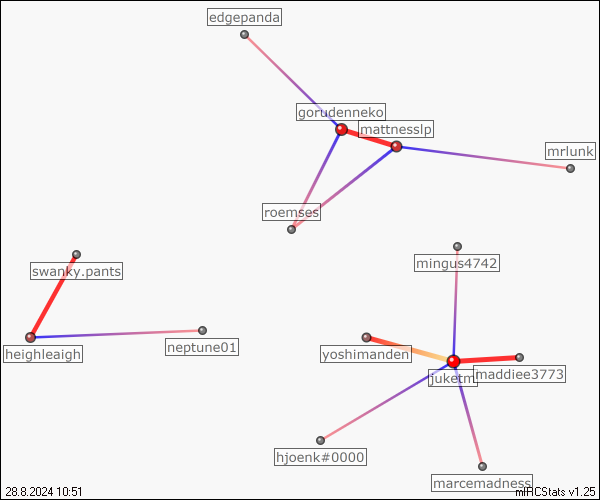 edgepanda
gorudenneko
mattnesslp
mrlunk
roemses
mingus4742
swanky.pants
heighleaigh
neptune01
yoshimanden
juketm
maddiee3773
hjoenk#0000
marcemadness
28.8.2024 10:51
mIRCStats v1.25